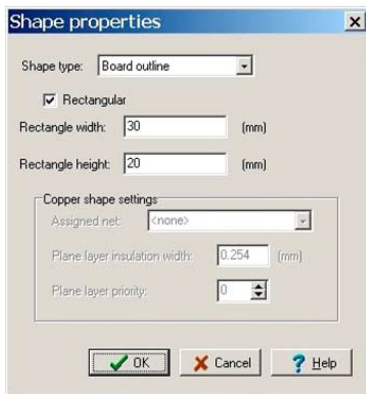 Shape properties
Shape type: Board outline
Rectangular
Rectangle width: 30 (mm)
Rectangle height: 20 (mm)
Copper shape settings
Assigned net: <none>
Plane layer insulation width: 0.254 (mm)
Plane layer priority: 0
OK Cancel ? Help